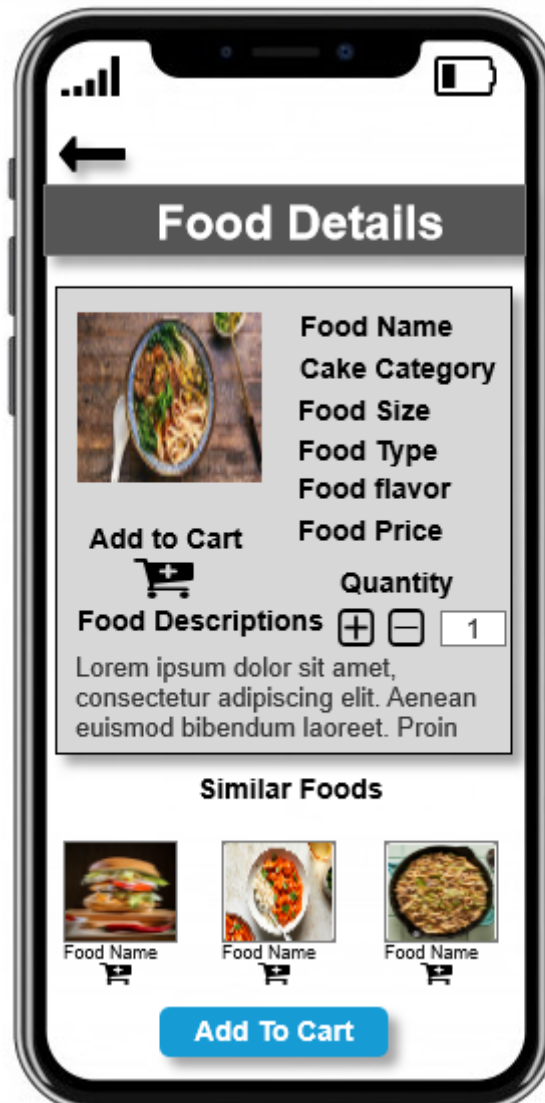 Food Details
Food Name
Cake Category
Food Size
Food Type
Food flavor
Food Price
Add to Cart
Quantity
Food Descriptions
1
Lorem ipsum dolor sit amet,
consectetur adipiscing elit. Aenean
euismod bibendum laoreet. Proin
Similar Foods
Food Name
Food Name
Food Name
Add To Cart